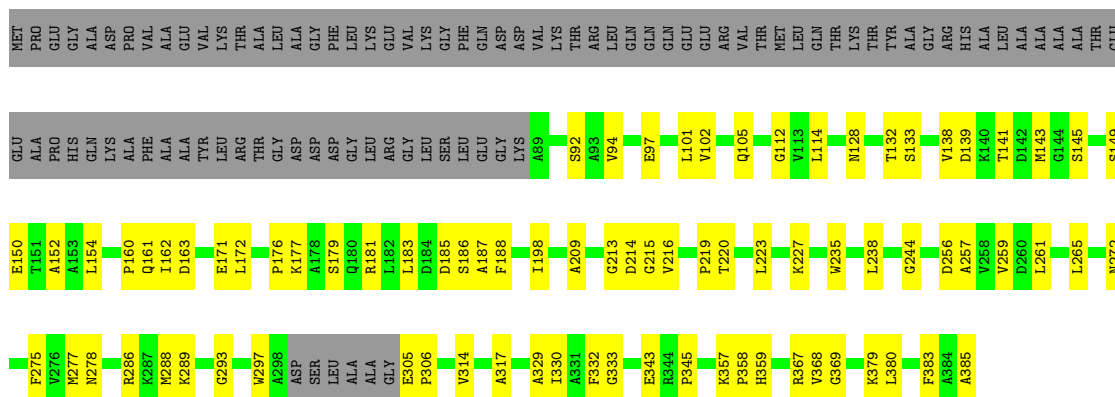 MET PRO GLU GLY ALA ASP PRO VAL ALA GLU VAL LYS THR ALA LEU ALA GLY PHE LEU LYS GLU VAL LYS GLY PHE GLN ASP ASP VAL LYS THR ARG LEU GLN GLN GLN GLU GLU ARG VAL THR MET LEU GLN THR LYS THR TYR ALA GLY ARG HIS ALA LEU ALA ALA ALA ALA THR GLU
GLU ALA PRO HIS GLN LYS ALA PHE ALA ALA TYR LEU ARG THR GLY ASP ASP ASP GLY LEU ARG GLY LEU SER LEU GLU GLY LYS A89 S92 A93 V94 E97 L101 V102 Q105 G112 V113 L114 N128 T132 S133 V138 D139 K140 T141 D142 M143 G144 S145 S149
E150 T151 A152 A153 L154 P160 Q161 I162 D163 E171 L172 P176 K177 A178 S179 Q180 R181 L182 L183 D184 D185 S186 A187 F188 I198 A209 G213 D214 G215 V216 P219 T220 L223 K227 W235 L238 G244 D256 A257 V258 V259 D260 L261 L265 N272
F275 V276 M277 N278 R286 K287 M288 K289 G293 W297 A298 ASP SER LEU ALA ALA GLY E305 P306 V314 A317 A329 I330 A331 F332 G333 E343 R344 P345 K357 P358 H359 R367 V368 G369 K379 L380 F383 A384 A385